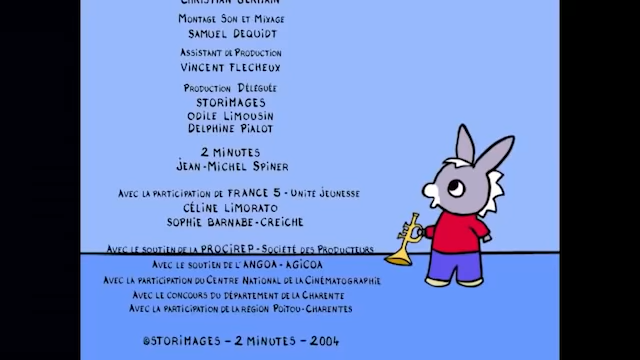 CHRISTIAN GERMAIN
MONTAGE SON ET MIXAGE
SAMUEL DEQUIDT
ASSISTANT DE PRODUCTION
VINCENT FLECHEUX
PRODUCTION DÉLÉGUÉE
STORIMAGES
ODILE LIMOUSIN
DELPHINE PIALOT
2 MINUTES
JEAN-MICHEL SPINER
AVEC LA PARTICIPATION DE FRANCE 5 - UNITÉ JEUNESSE
CÉLINE LIMORATO
SOPHIE BARNABE-CREICHE
AVEC LE SOUTIEN DE LA PROCIREP - SOCIÉTÉ DES PRODUCTEURS
AVEC LE SOUTIEN DE L'ANGOA - AGICOA
AVEC LA PARTICIPATION DU CENTRE NATIONAL DE LA CINÉMATOGRAPHIE
AVEC LE CONCOURS DU DÉPARTEMENT DE LA CHARENTE
AVEC LA PARTICIPATION DE LA RÉGION POITOU-CHARENTES
©STORIMAGES - 2 MINUTES - 2004